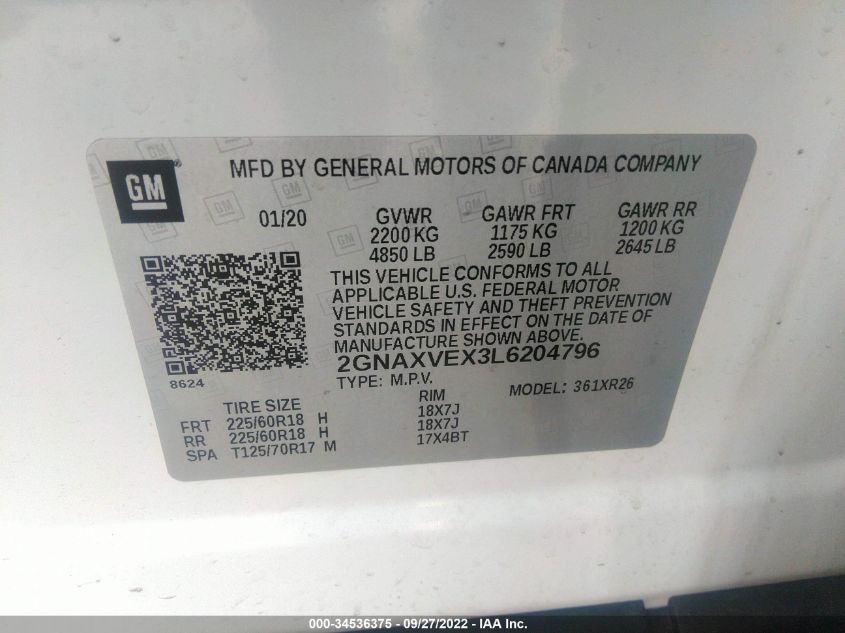 GM
MFD BY GENERAL MOTORS OF CANADA COMPANY
01/20 GVWR GAWR FRT GAWR RR
2200 KG 1175 KG 1200 KG
4850 LB 2590 LB 2645 LB
THIS VEHICLE CONFORMS TO ALL
APPLICABLE U.S. FEDERAL MOTOR
VEHICLE SAFETY AND THEFT PREVENTION
STANDARDS IN EFFECT ON THE DATE OF
MANUFACTURE SHOWN ABOVE.
2GNAXVEX3L6204796
8624
TYPE: M.P.V. MODEL: 361XR26
TIRE SIZE RIM
FRT 225/60R18 H 18X7J
RR 225/60R18 H 18X7J
SPA T125/70R17 M 17X4BT
000-34536375 - 09/27/2022 - IAA Inc.